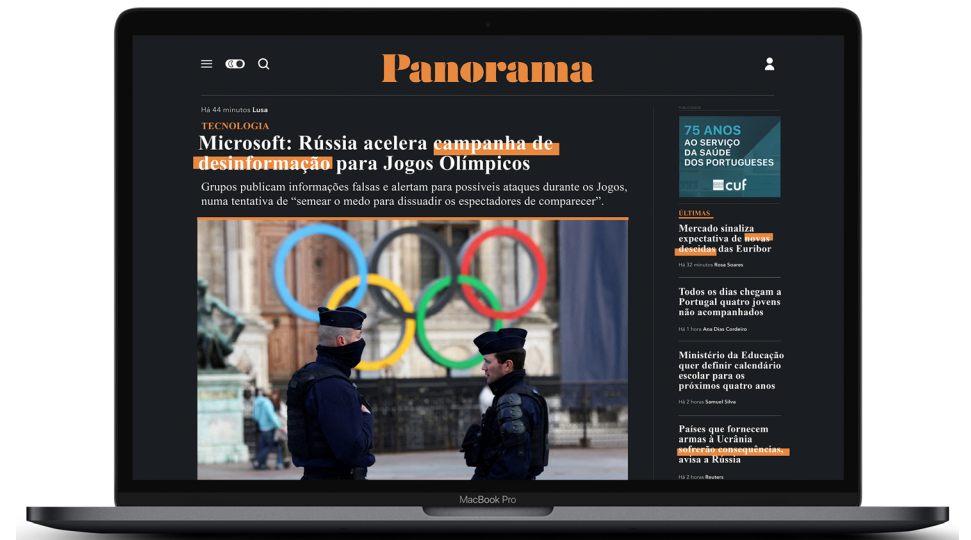 Panorama
Há 44 minutos Lusa
TECNOLOGIA
Microsoft: Rússia acelera campanha de
desinformação para Jogos Olímpicos
Grupos publicam informações falsas e alertam para possíveis ataques durante os Jogos,
numa tentativa de “semear o medo para dissuadir os espectadores de comparecer”.
PUBLICIDADE
75 ANOS
AO SERVIÇO
DA SAÚDE
DOS PORTUGUESES
cuf
ÚLTIMAS
Mercado sinaliza
expectativa de novas
descidas das Euribor
Há 32 minutos Rosa Soares
Todos os dias chegam a
Portugal quatro jovens
não acompanhados
Há 1 hora Ana Dias Cordeiro
Ministério da Educação
quer definir calendário
escolar para os
próximos quatro anos
Há 2 horas Samuel Silva
Países que fornecem
armas à Ucrânia
sofrerão consequências,
avisa a Rússia
Há 2 horas Reuters
MacBook Pro